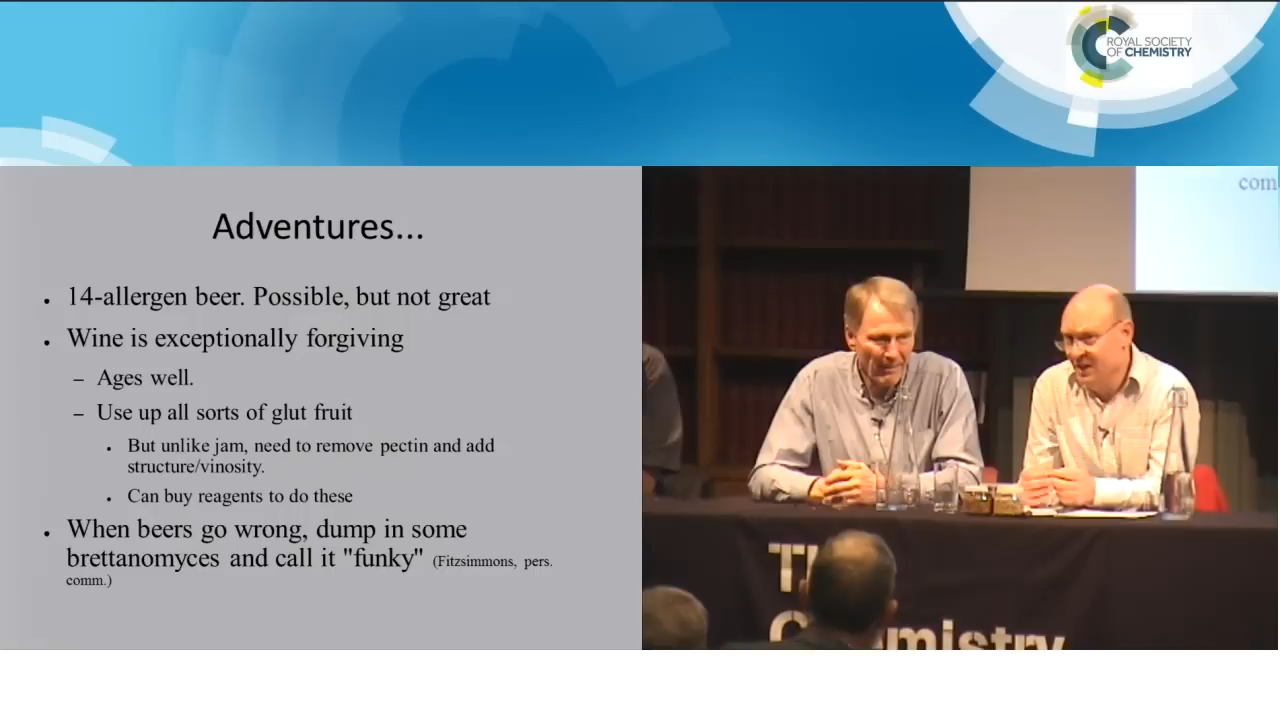 ROYAL SOCIETY
OF CHEMISTRY
Adventures...
• 14-allergen beer. Possible, but not great
• Wine is exceptionally forgiving
– Ages well.
– Use up all sorts of glut fruit
• But unlike jam, need to remove pectin and add
structure/vinosity.
• Can buy reagents to do these
• When beers go wrong, dump in some
brettanomyces and call it "funky" (Fitzsimmons, pers.
comm.)
com